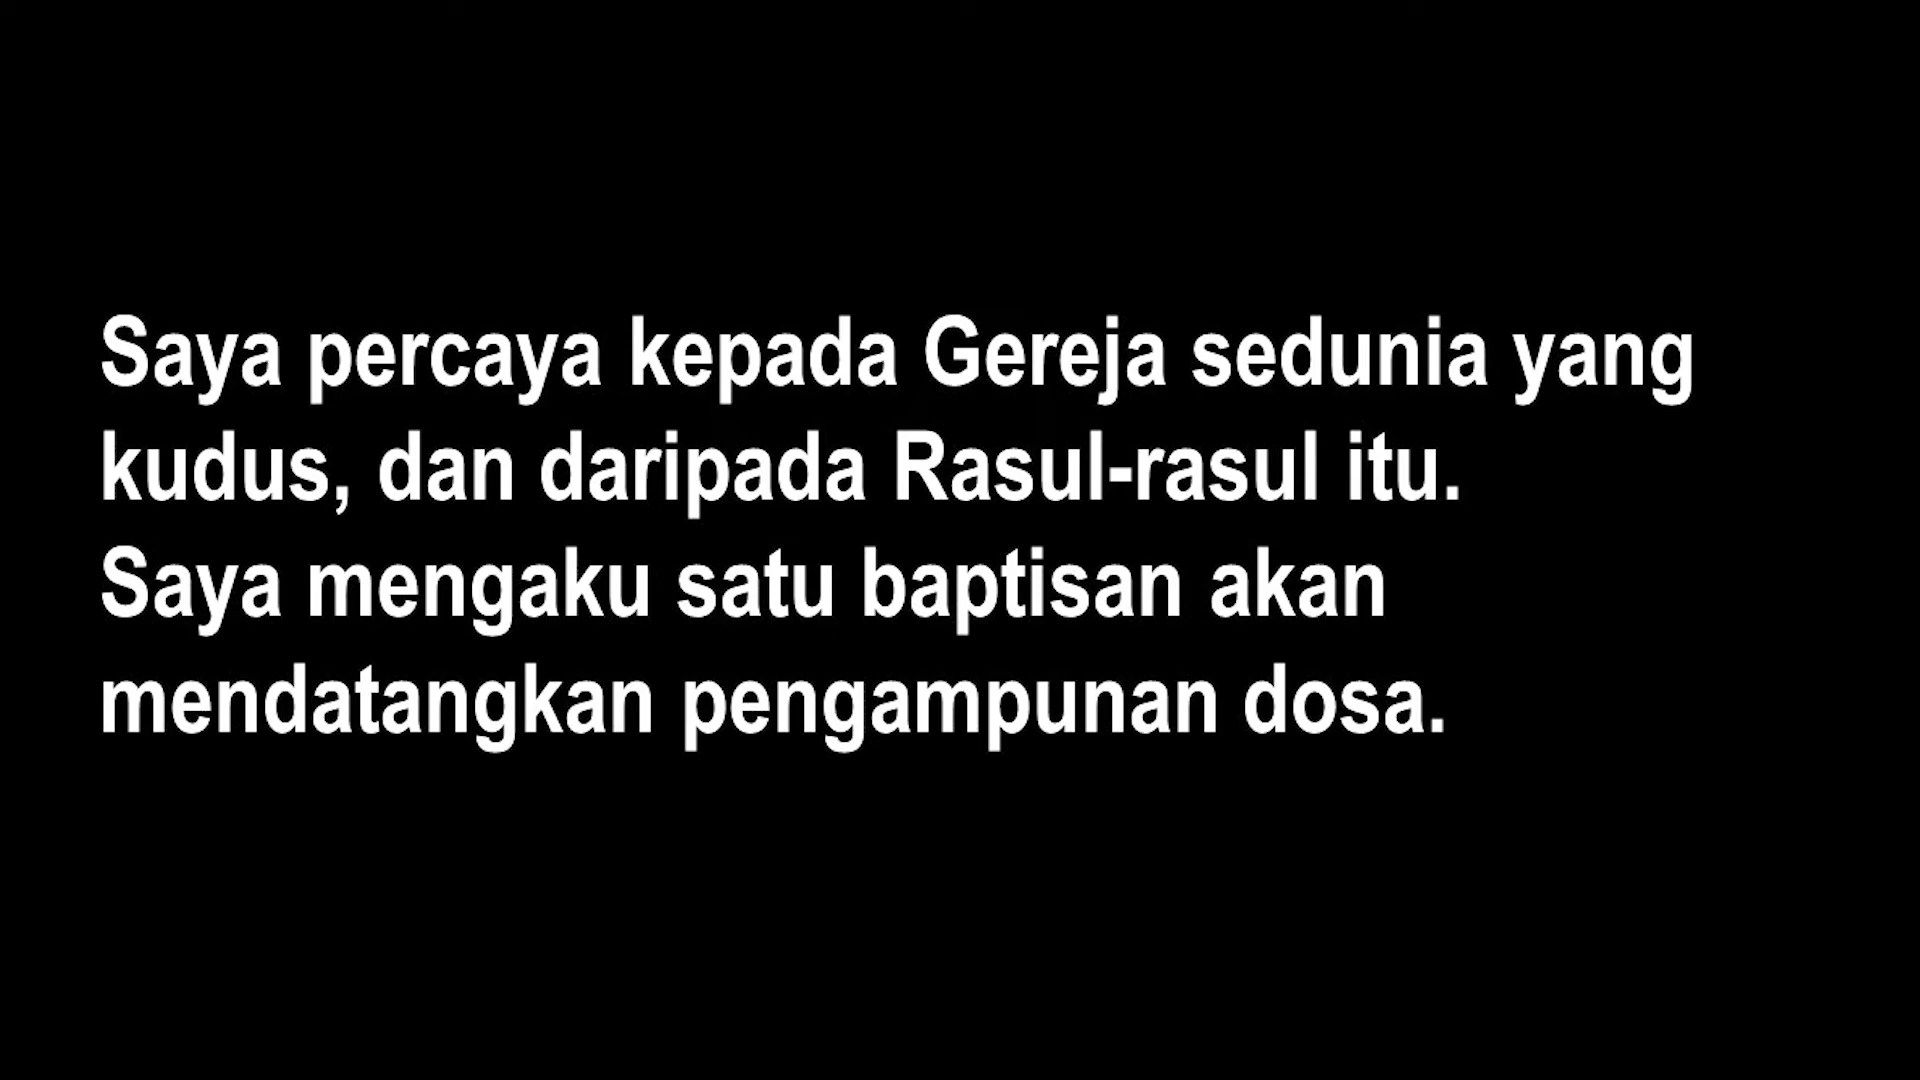 Saya percaya kepada Gereja sedunia yang
kudus, dan daripada Rasul-rasul itu.
Saya mengaku satu baptisan akan
mendatangkan pengampunan dosa.